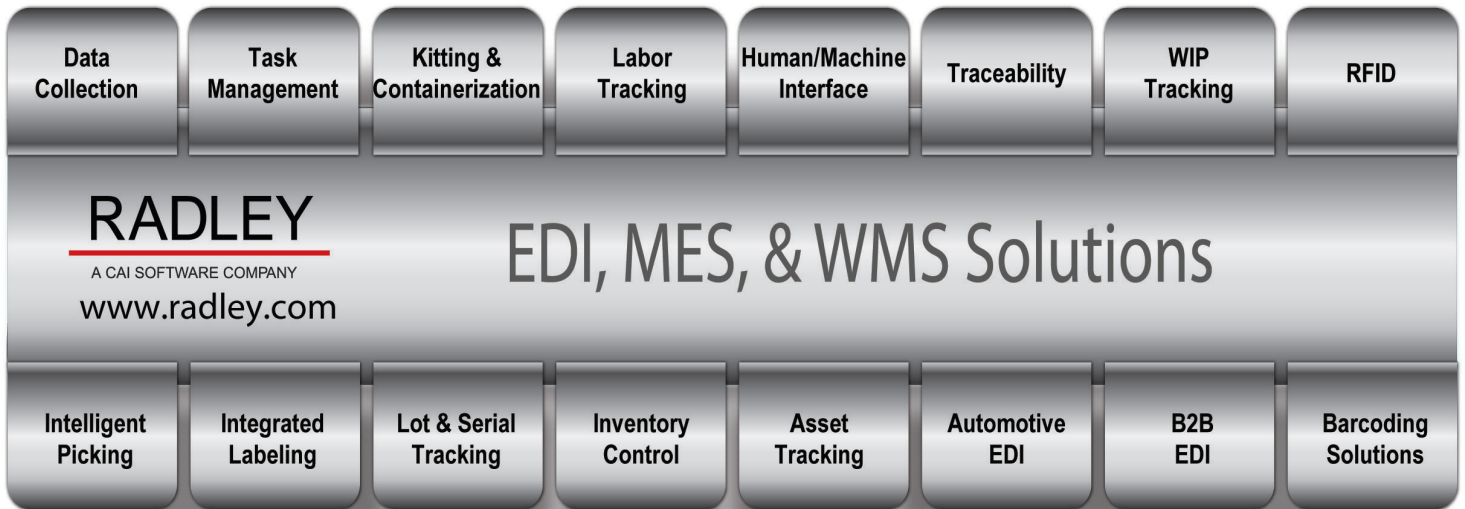 Data
Collection
Task
Management
Kitting &
Containerization
Labor
Tracking
Human/Machine
Interface
Traceability
WIP
Tracking
RFID
RADLEY
A CAI SOFTWARE COMPANY
www.radley.com
EDI, MES, & WMS Solutions
Intelligent
Picking
Integrated
Labeling
Lot & Serial
Tracking
Inventory
Control
Asset
Tracking
Automotive
EDI
B2B
EDI
Barcoding
Solutions